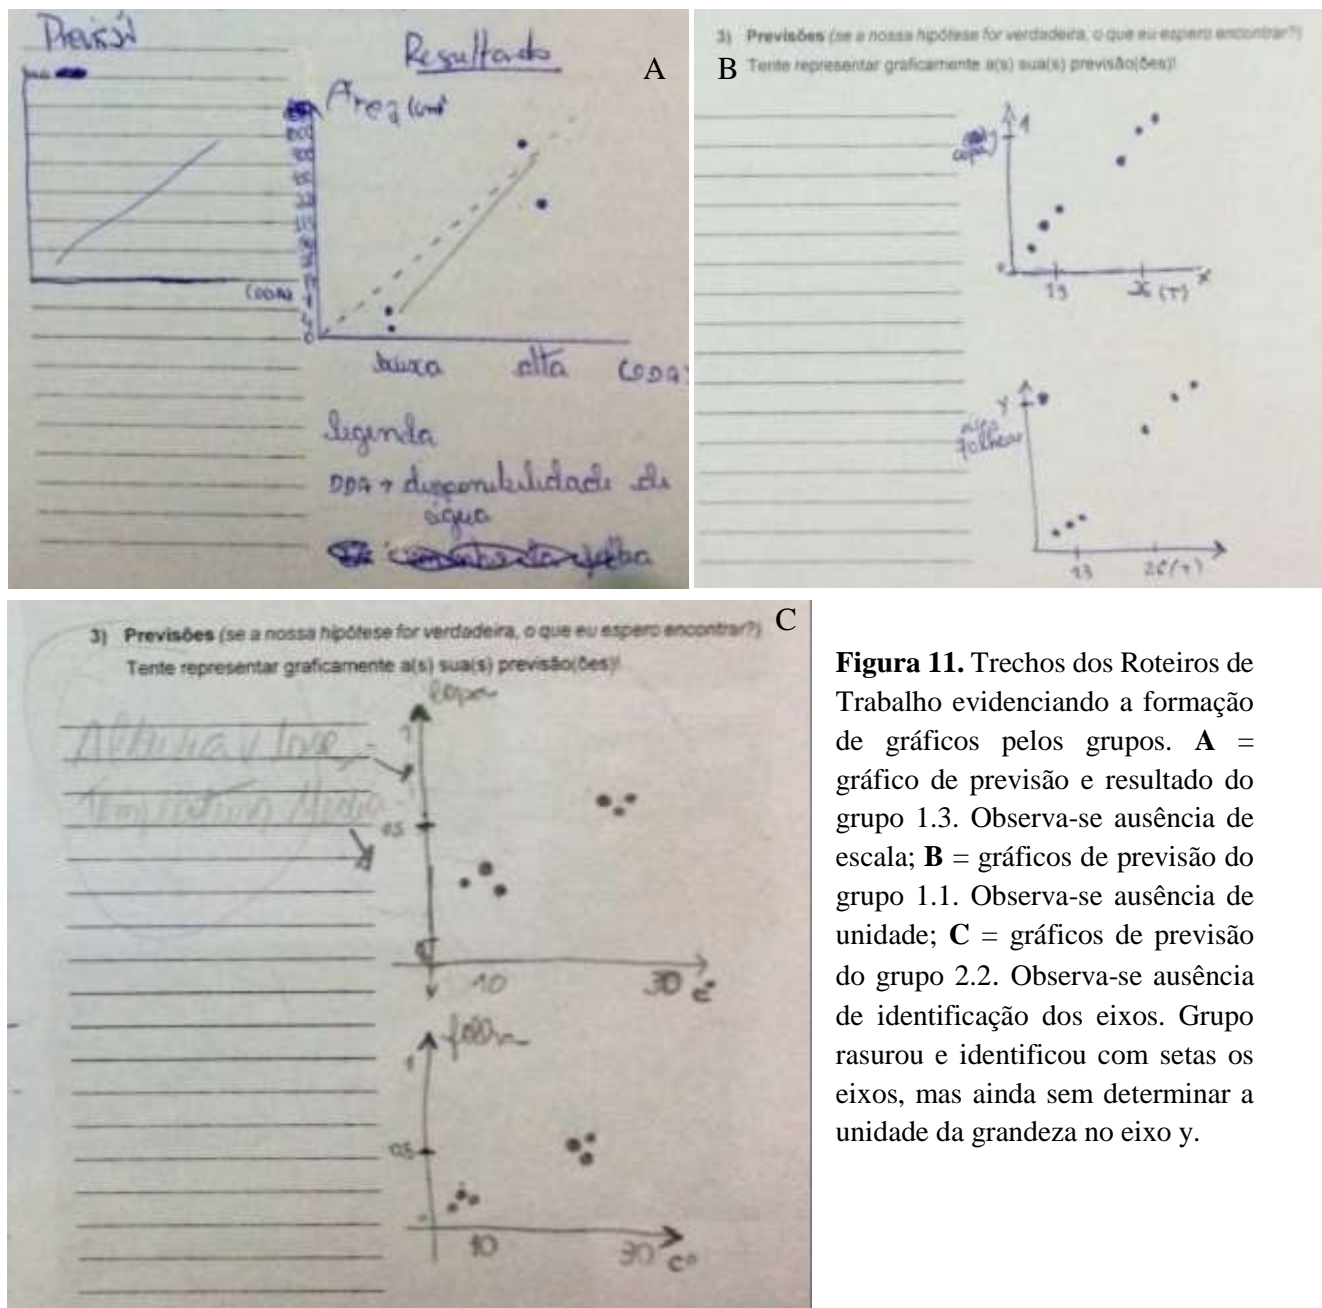 Previsão
(DDA)
Resultado
A
Área (cm²
0
baixa alta (DDA)
Legenda
DDA → disponibilidade de
água
folha
B
3) Previsões (se a nossa hipótese for verdadeira, o que eu espero encontrar?)
Tente representar graficamente a(s) sua(s) previsão(ões)!
copa
26 (T) x
Y
folhas
26 (T)
C
3) Previsões (se a nossa hipótese for verdadeira, o que eu espero encontrar?)
Tente representar graficamente a(s) sua(s) previsão(ões)!
copa
1
Altura
0,5
10 30 C°
folha
1
0,5
10 30 C°
Figura 11. Trechos dos Roteiros de
Trabalho evidenciando a formação
de gráficos pelos grupos. A =
gráfico de previsão e resultado do
grupo 1.3. Observa-se ausência de
escala; B = gráficos de previsão do
grupo 1.1. Observa-se ausência de
unidade; C = gráficos de previsão
do grupo 2.2. Observa-se ausência
de identificação dos eixos. Grupo
rasurou e identificou com setas os
eixos, mas ainda sem determinar a
unidade da grandeza no eixo y.